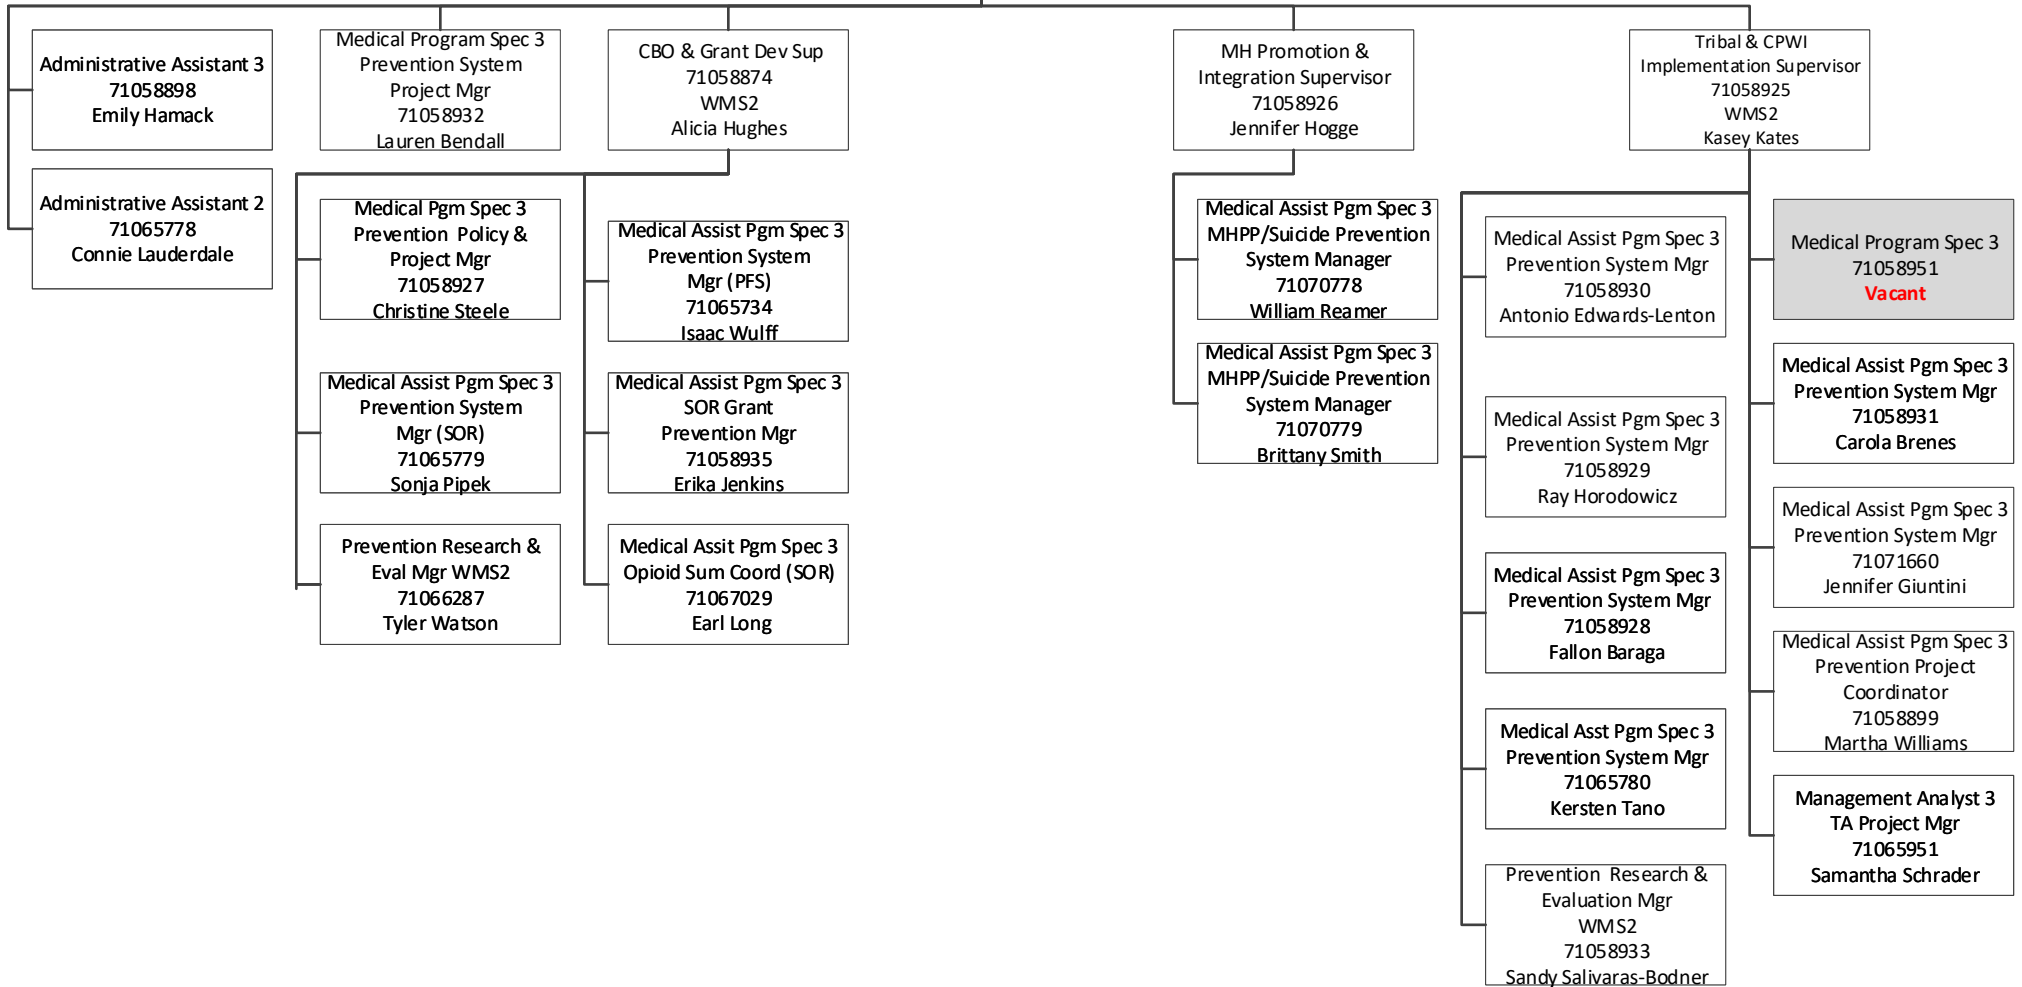 Administrative Assistant 3
71058898
Emily Hamack
Medical Program Spec 3
Prevention System
Project Mgr
71058932
Lauren Bendall
CBO & Grant Dev Sup
71058874
WMS2
Alicia Hughes
MH Promotion &
Integration Supervisor
71058926
Jennifer Hogge
Tribal & CPWI
Implementation Supervisor
71058925
WMS2
Kasey Kates
Administrative Assistant 2
71065778
Connie Lauderdale
Medical Pgm Spec 3
Prevention Policy &
Project Mgr
71058927
Christine Steele
Medical Assist Pgm Spec 3
Prevention System
Mgr (SOR)
71065779
Sonja Pipek
Prevention Research &
Eval Mgr WMS2
71066287
Tyler Watson
Medical Assist Pgm Spec 3
Prevention System
Mgr (PFS)
71065734
Isaac Wulff
Medical Assist Pgm Spec 3
SOR Grant
Prevention Mgr
71058935
Erika Jenkins
Medical Assit Pgm Spec 3
Opioid Sum Coord (SOR)
71067029
Earl Long
Medical Assist Pgm Spec 3
MHPP/Suicide Prevention
System Manager
71070778
William Reamer
Medical Assist Pgm Spec 3
MHPP/Suicide Prevention
System Manager
71070779
Brittany Smith
Medical Assist Pgm Spec 3
Prevention System Mgr
71058930
Antonio Edwards-Lenton
Medical Assist Pgm Spec 3
Prevention System Mgr
71058929
Ray Horodowicz
Medical Assist Pgm Spec 3
Prevention System Mgr
71058928
Fallon Baraga
Medical Asst Pgm Spec 3
Prevention System Mgr
71065780
Kersten Tano
Prevention Research &
Evaluation Mgr
WMS2
71058933
Sandy Salivaras-Bodner
Medical Program Spec 3
71058951
Vacant
Medical Assist Pgm Spec 3
Prevention System Mgr
71058931
Carola Brenes
Medical Assist Pgm Spec 3
Prevention System Mgr
71071660
Jennifer Giuntini
Medical Assist Pgm Spec 3
Prevention Project
Coordinator
71058899
Martha Williams
Management Analyst 3
TA Project Mgr
71065951
Samantha Schrader